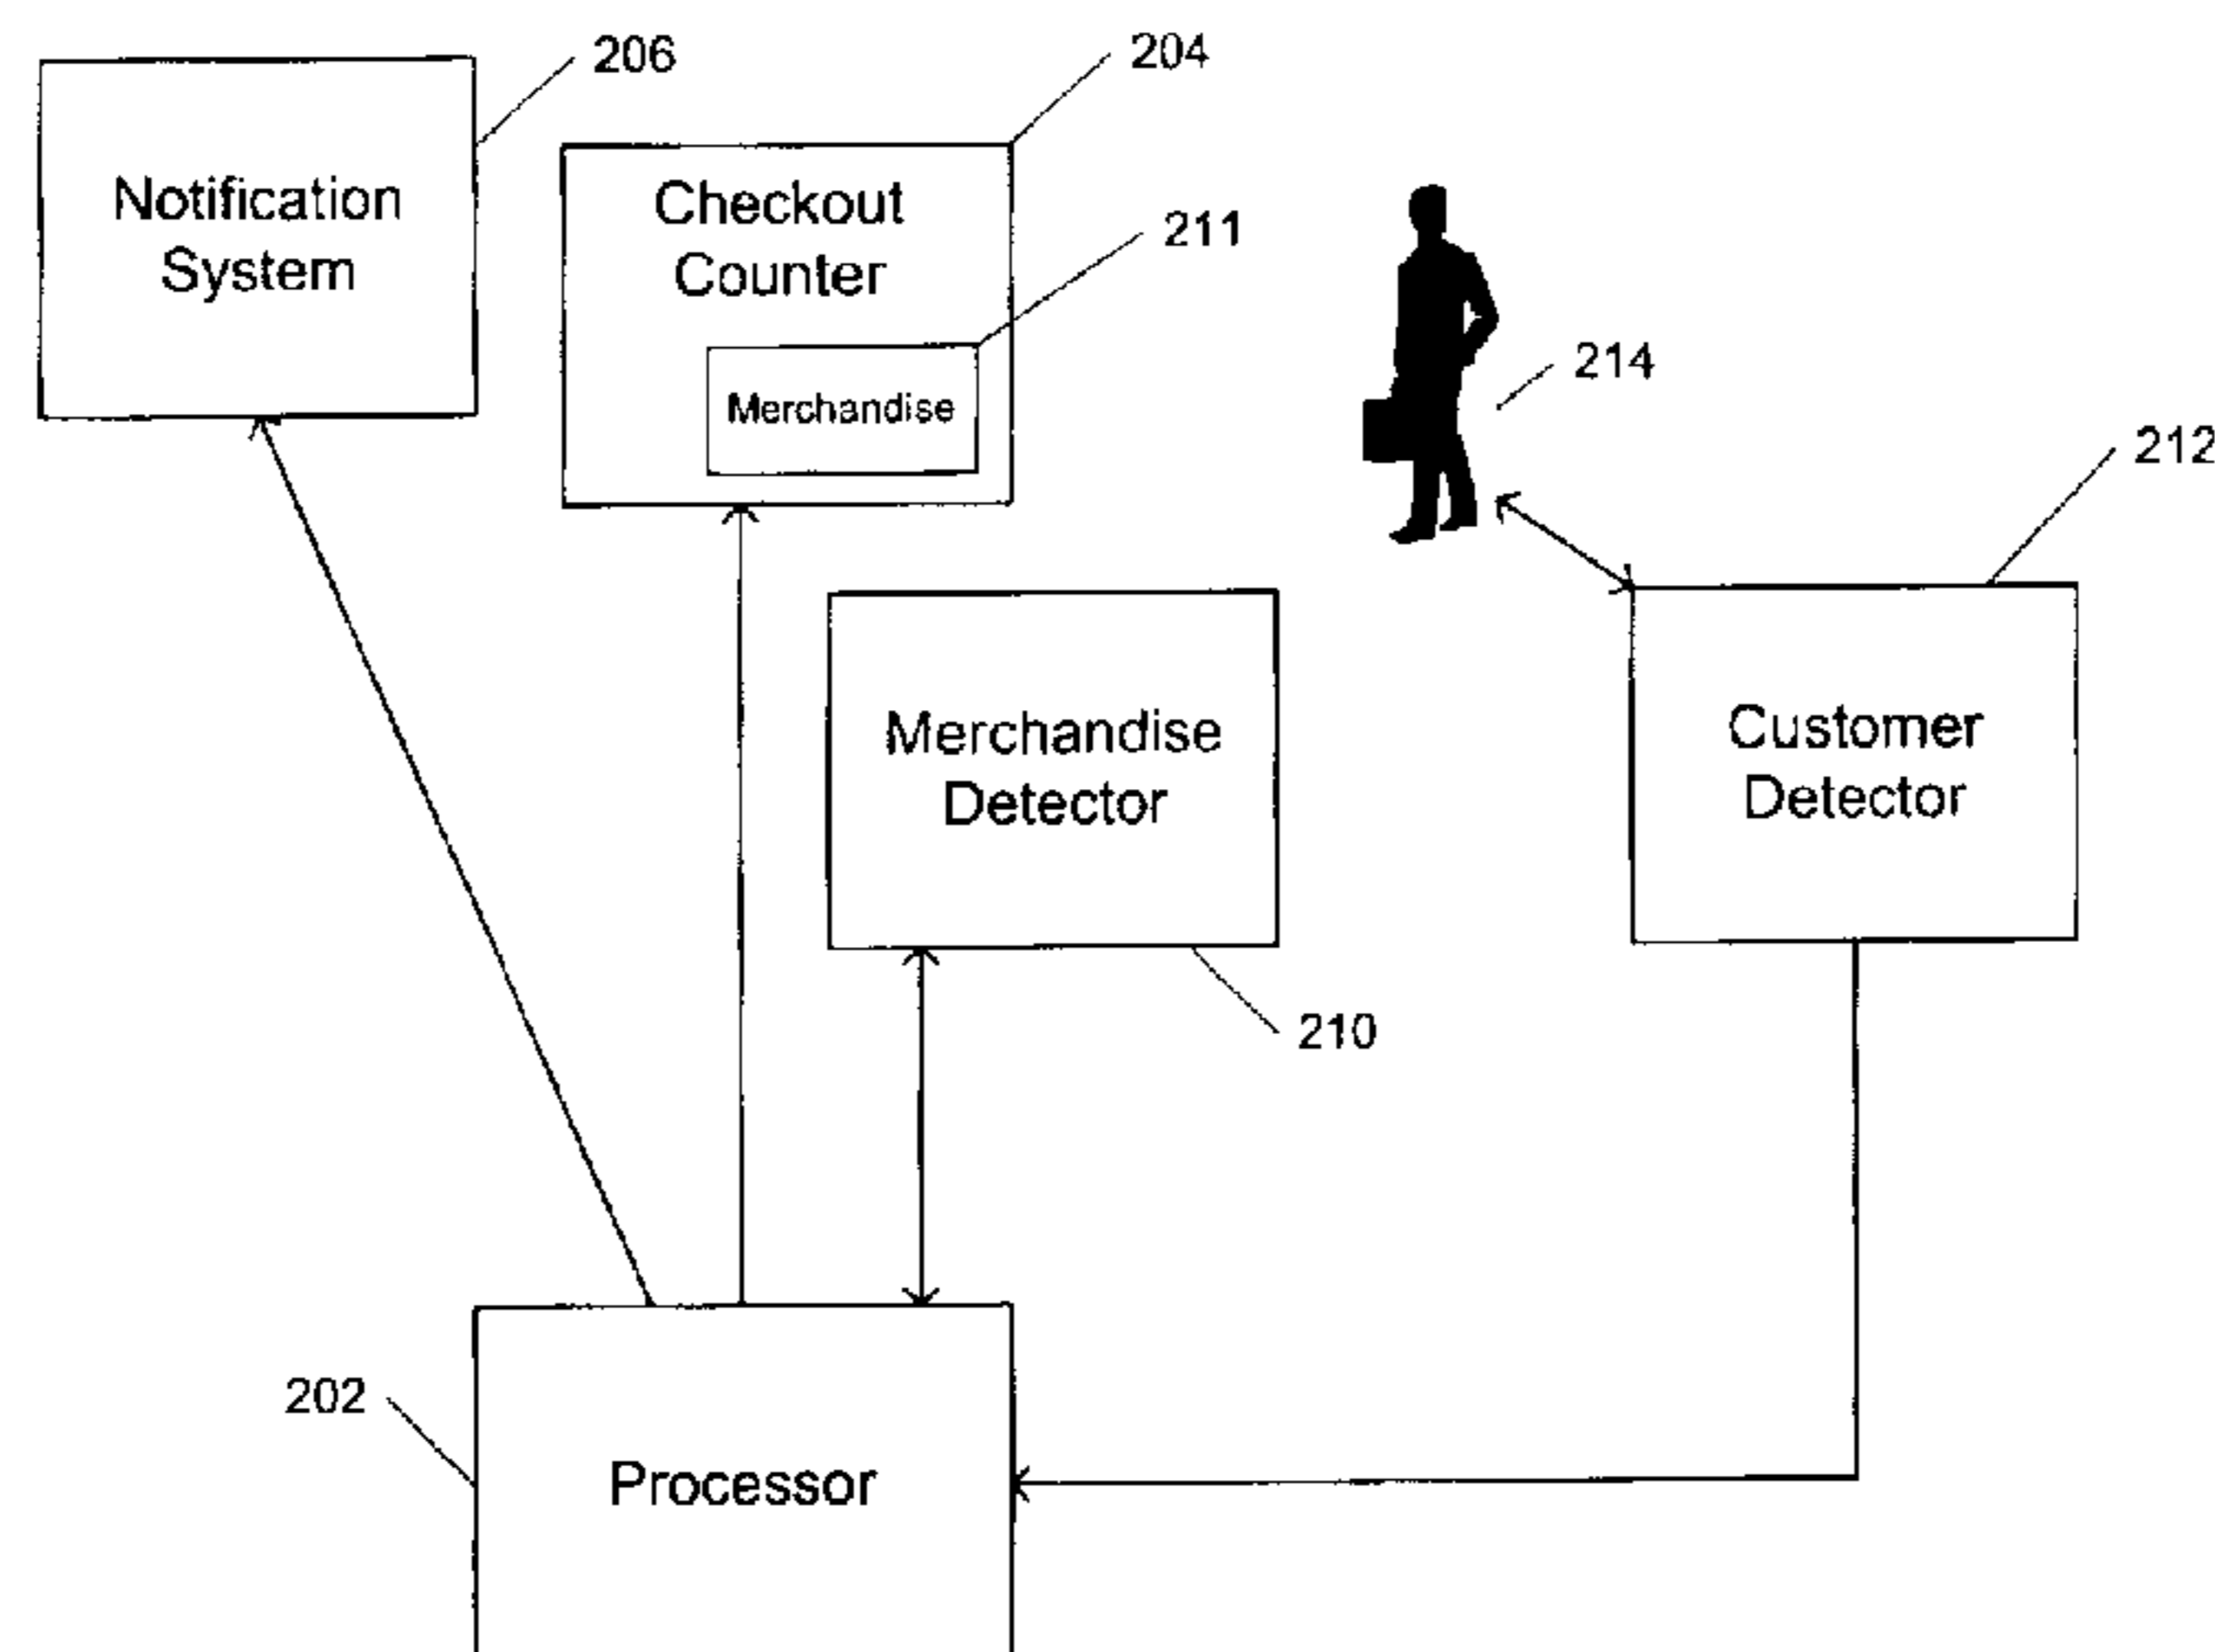 206
204
Notification
System
Checkout
Counter
211
Merchandise
214
212
Merchandise
Detector
Customer
Detector
210
202
Processor